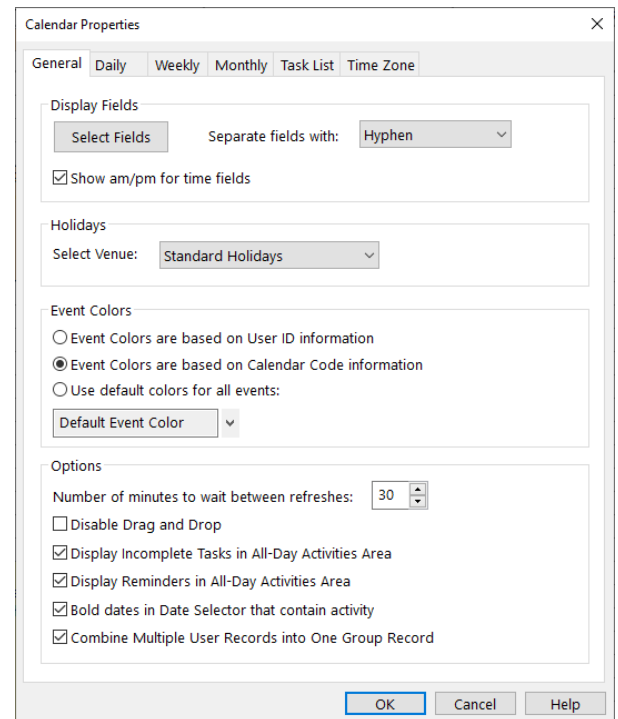 Calendar Properties
General Daily Weekly Monthly Task List Time Zone
Display Fields
Select Fields Separate fields with: Hyphen
Show am/pm for time fields
Holidays
Select Venue: Standard Holidays
Event Colors
Event Colors are based on User ID information
Event Colors are based on Calendar Code information
Use default colors for all events:
Default Event Color
Options
Number of minutes to wait between refreshes: 30
Disable Drag and Drop
Display Incomplete Tasks in All-Day Activities Area
Display Reminders in All-Day Activities Area
Bold dates in Date Selector that contain activity
Combine Multiple User Records into One Group Record
OK Cancel Help